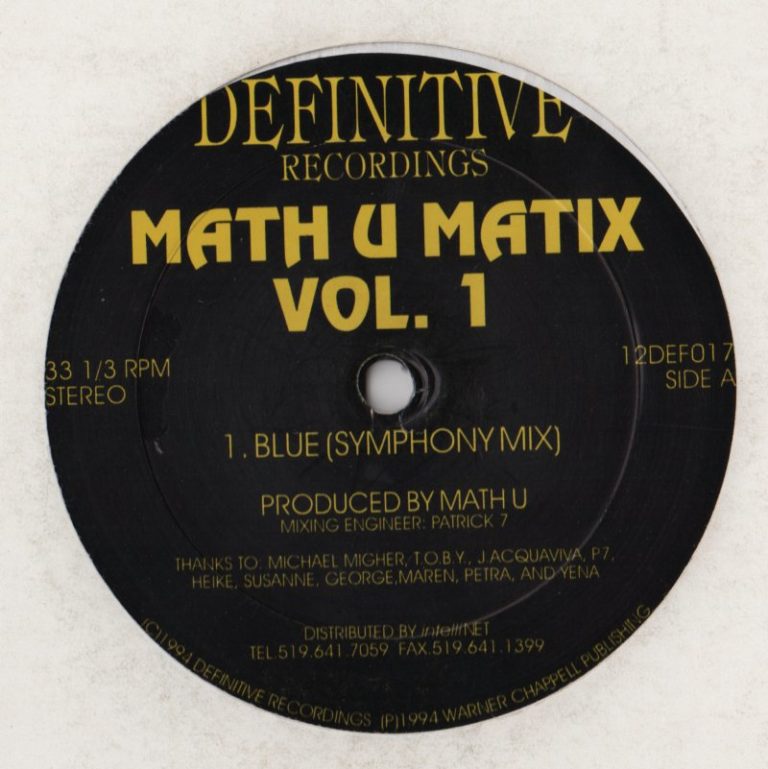 DEFINITIVE
RECORDINGS
MATH U MATIX
VOL. 1
33 1/3 RPM
STEREO
12DEF017
SIDE A
1. BLUE (SYMPHONY MIX)
PRODUCED BY MATH U
MIXING ENGINEER: PATRICK 7
THANKS TO: MICHAEL MIGHER, T.O.B.Y., J.ACQUAVIVA, P7,
HEIKE, SUSANNE, GEORGE,MAREN, PETRA, AND YENA
DISTRIBUTED BY intelliNET
TEL.519.641.7059 FAX.519.641.1399
(C)1994 DEFINITIVE RECORDINGS (P)1994 WARNER CHAPPELL PUBLISHING